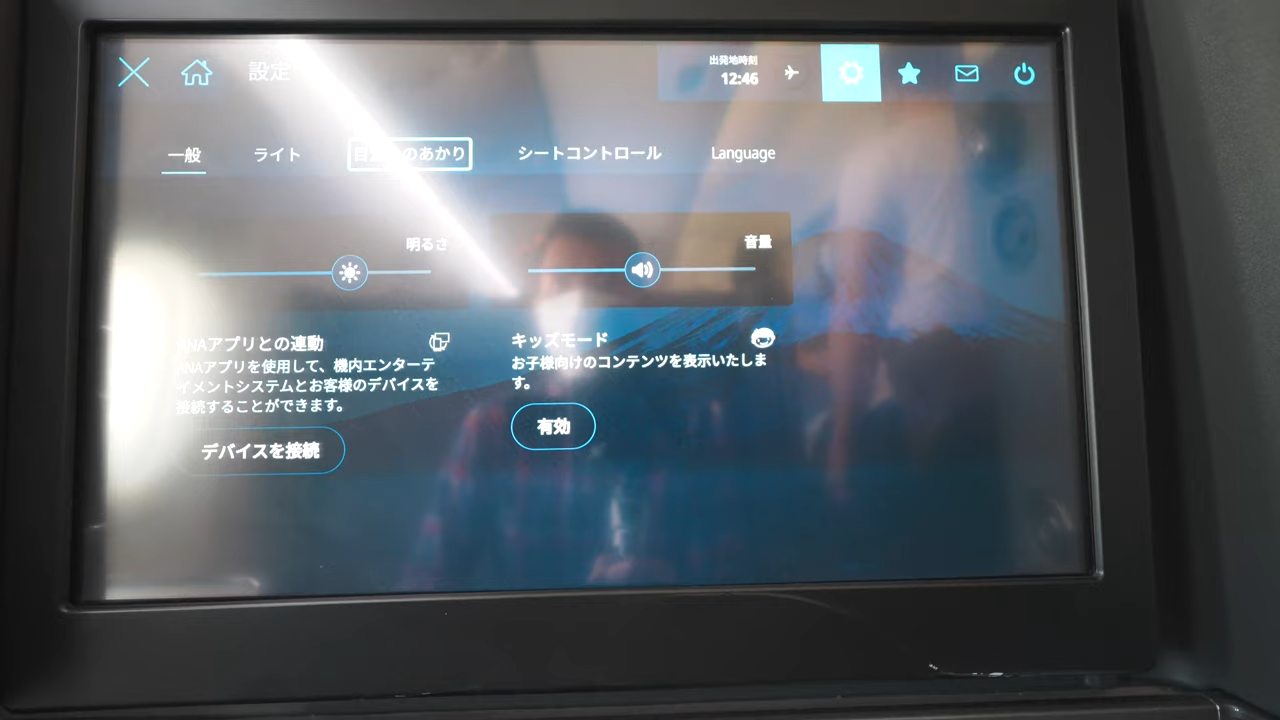 設定
出発地時刻
12:46
一般
ライト
のあかり
シートコントロール
Language
明るさ
音量
ANAアプリとの連動
ANAアプリを使用して、機内エンターテ
イメントシステムとお客様のデバイスを
接続することができます。
デバイスを接続
キッズモード
お子様向けのコンテンツを表示いたしま
す。
有効